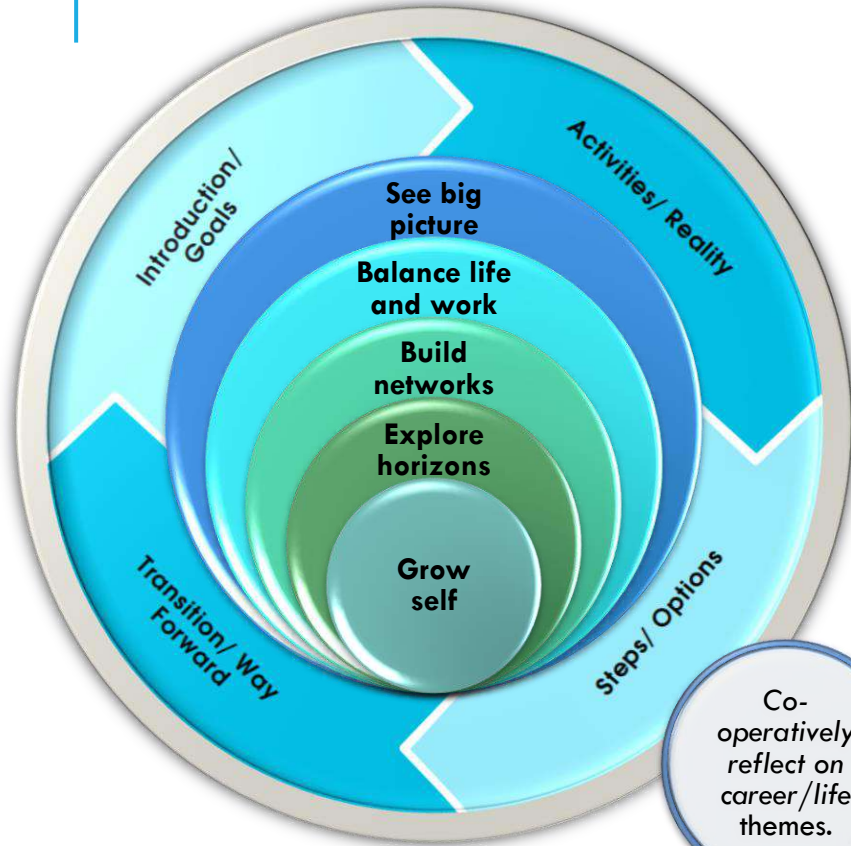 Introduction/
Goals
Activities/ Reality
Steps/ Options
Transition/ Way
Forward
See big
picture
Balance life
and work
Build
networks
Explore
horizons
Grow
self
Co-
operatively
reflect on
career/life
themes.